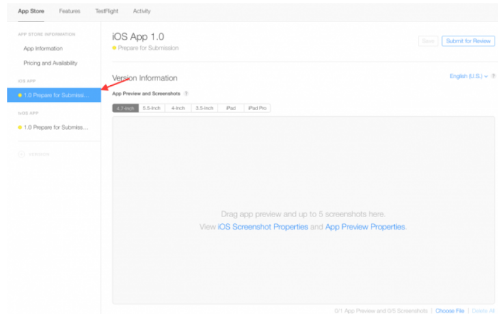 App Store Features TestFlight Activity
APP STORE INFORMATION
App Information
Pricing and Availability
IOS APP
1.0 Prepare for Submiss...
1.0 Prepare for Submiss...
iOS App 1.0
Prepare for Submission
Save Submit for Review
Version Information
English (U.S.) ?
App Preview and Screenshots ?
4.7-Inch 5.5-Inch 4-Inch 3.5-Inch iPad iPad Pro
Drag app preview and up to 5 screenshots here.
View iOS Screenshot Properties and App Preview Properties.
0/1 App Preview and 0/5 Screenshots | Choose File | Delete All